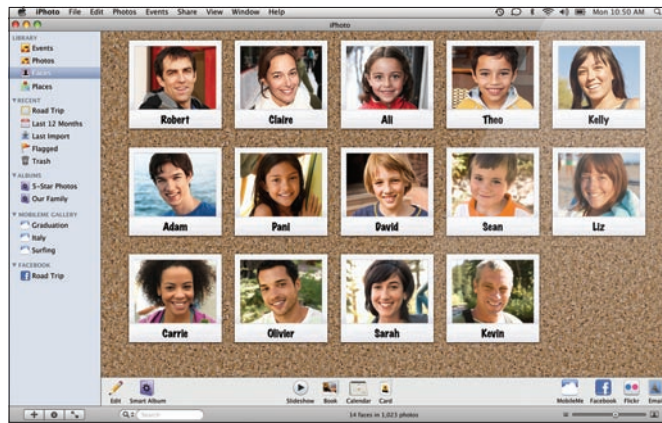 iPhoto File Edit Photos Events Share View Window Help Mon 10:50 AM
iPhoto
LIBRARY
Events
Photos
Faces
Places
RECENT
Road Trip
Last 12 Months
Last Import
Flagged
Trash
ALBUMS
5-Star Photos
Our Family
MOBILEME GALLERY
Graduation
Italy
Surfing
FACEBOOK
Road Trip
Robert Claire Ali Theo Kelly
Adam Pani David Sean Liz
Carrie Olivier Sarah Kevin
Edit Smart Album Slideshow Book Calendar Card MobileMe Facebook Flickr Email
Search 14 faces in 1,023 photos